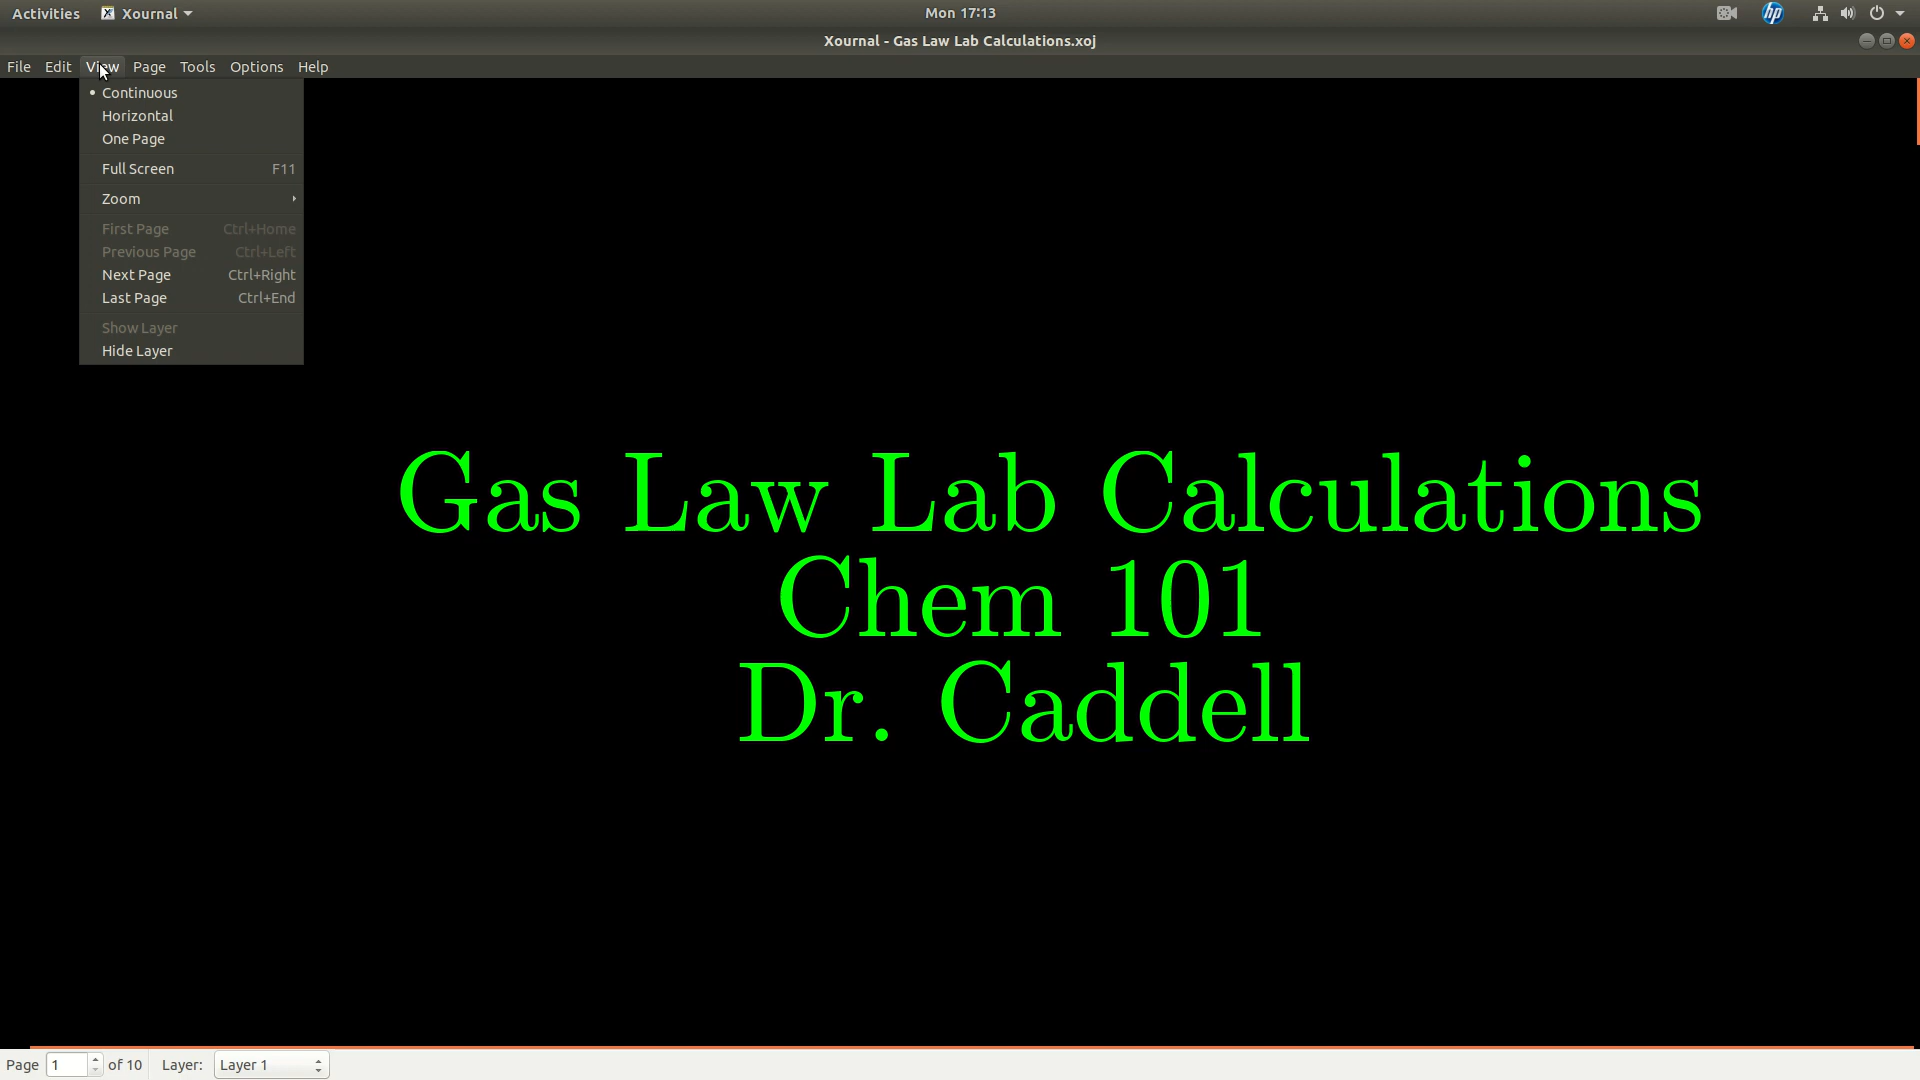 Activities Xournal Mon 17:13 hp
Xournal - Gas Law Lab Calculations.xoj
File Edit View Page Tools Options Help
Continuous
Horizontal
One Page
Full Screen F11
Zoom
First Page Ctrl+Home
Previous Page Ctrl+Left
Next Page Ctrl+Right
Last Page Ctrl+End
Show Layer
Hide Layer
Gas Law Lab Calculations
Chem 101
Dr. Caddell
Page 1 of 10 Layer: Layer 1